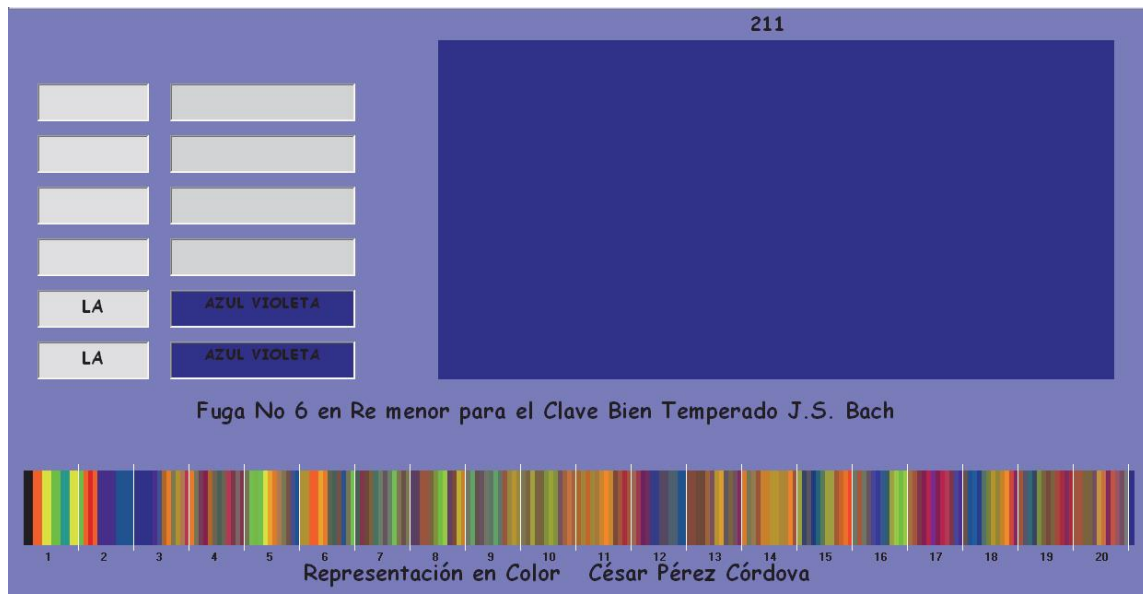 211
LA AZUL VIOLETA
LA AZUL VIOLETA
Fuga No 6 en Re menor para el Clave Bien Temperado J.S. Bach
1 2 3 4 5 6 7 8 9 10 11 12 13 14 15 16 17 18 19 20
Representación en Color César Pérez Córdova